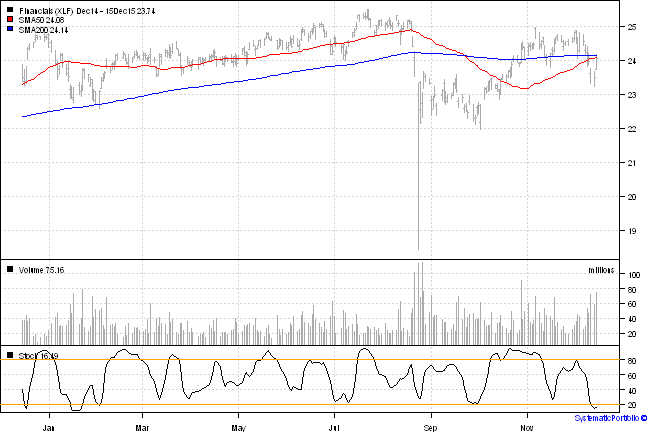 Financials (XLF) Dec14 - 15Dec15 23.74
SMA50 24.08
SMA200 24.14
25
24
23
22
21
20
19
Volume 75.16
millions
100
80
60
40
20
Stoch 16.49
80
60
40
20
Jan Mar May Jul Sep Nov
SystematicPortfolio ©